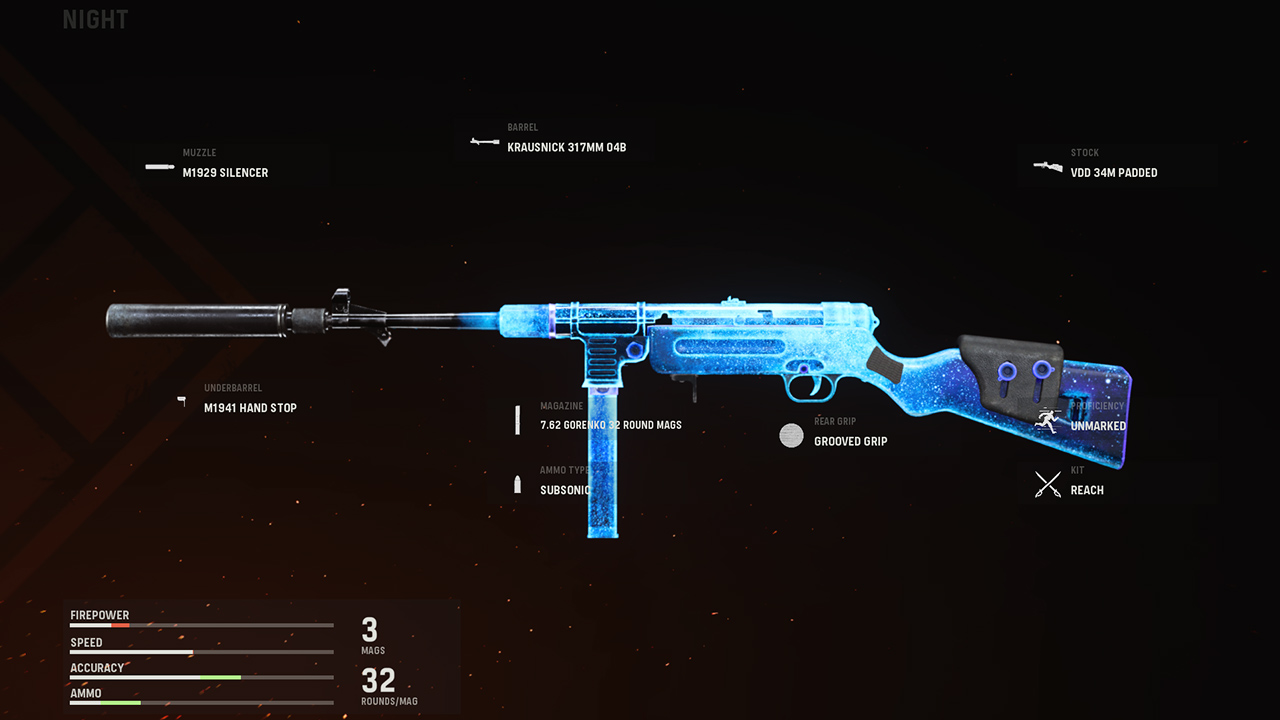 NIGHT
BARREL
KRAUSNICK 317MM 04B
MUZZLE
M1929 SILENCER
STOCK
VDD 34M PADDED
UNDERBARREL
M1941 HAND STOP
MAGAZINE
7.62 GORENKO 32 ROUND MAGS
REAR GRIP
GROOVED GRIP
PROFICIENCY
UNMARKED
AMMO TYPE
SUBSONIC
KIT
REACH
FIREPOWER
SPEED
ACCURACY
AMMO
3
MAGS
32
ROUNDS/MAG